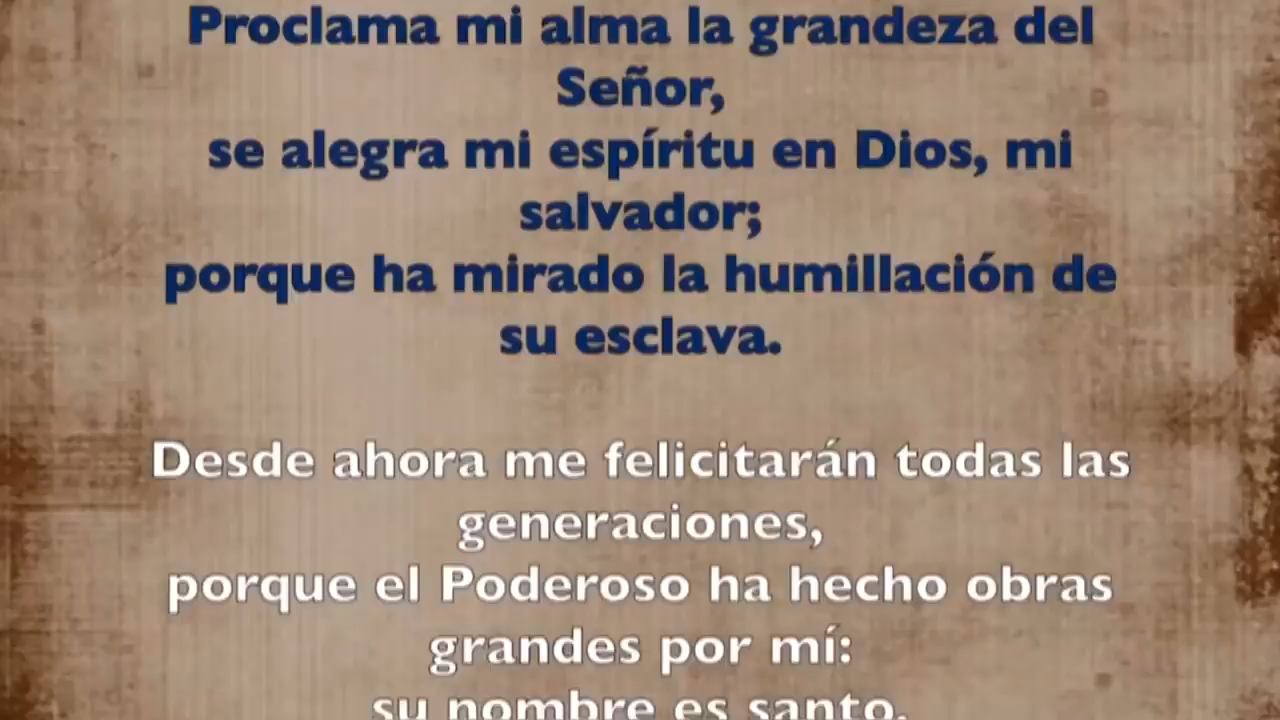 Proclama mi alma la grandeza del
Señor,
se alegra mi espíritu en Dios, mi
salvador;
porque ha mirado la humillación de
su esclava.
Desde ahora me felicitarán todas las
generaciones,
porque el Poderoso ha hecho obras
grandes por mí:
su nombre es santo.